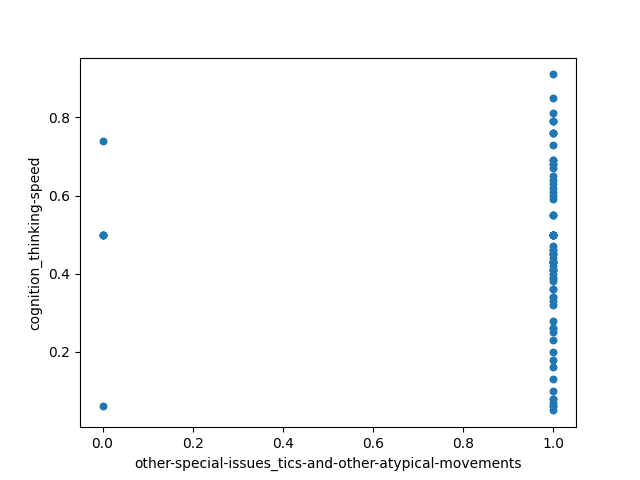 0.8
0.6
0.4
0.2
cognition_thinking-speed
0.0 0.2 0.4 0.6 0.8 1.0
other-special-issues_tics-and-other-atypical-movements